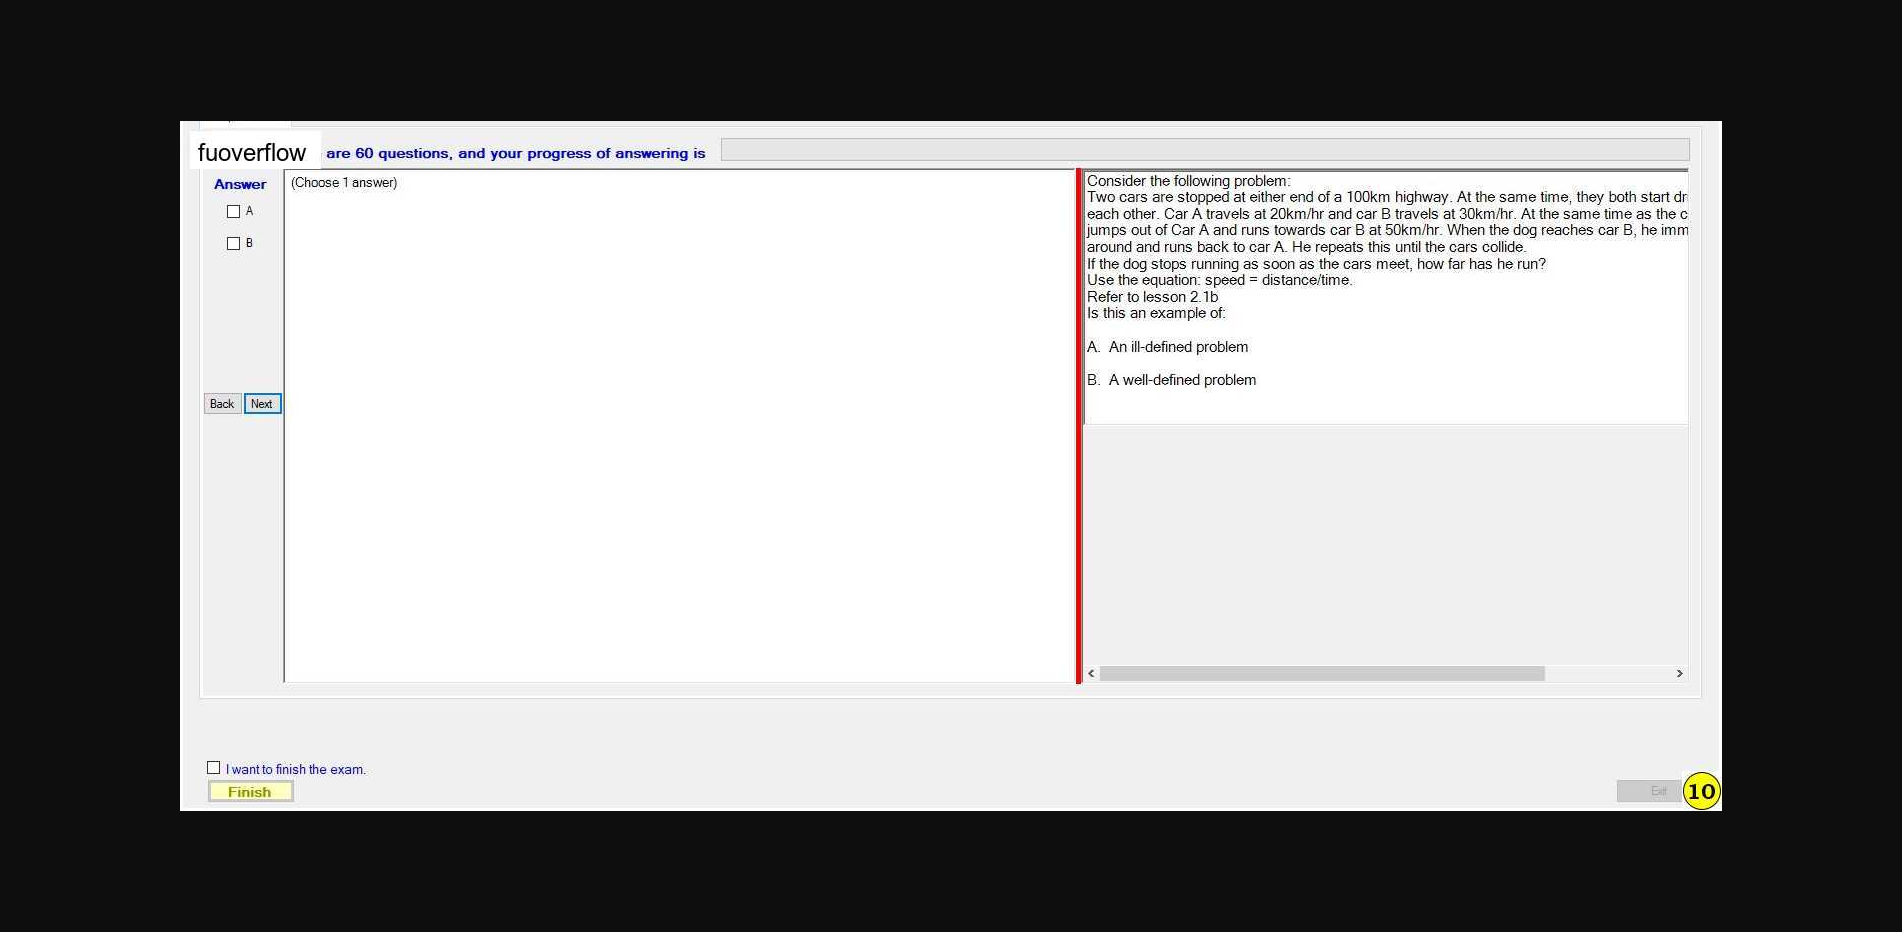 fuoverflow are 60 questions, and your progress of answering is
Answer
A
B
Back Next
(Choose 1 answer)
Consider the following problem:
Two cars are stopped at either end of a 100km highway. At the same time, they both start dr
each other. Car A travels at 20km/hr and car B travels at 30km/hr. At the same time as the c
jumps out of Car A and runs towards car B at 50km/hr. When the dog reaches car B, he imm
around and runs back to car A. He repeats this until the cars collide.
If the dog stops running as soon as the cars meet, how far has he run?
Use the equation: speed = distance/time.
Refer to lesson 2.1b
Is this an example of:
A. An ill-defined problem
B. A well-defined problem
I want to finish the exam.
Finish
Exit
10